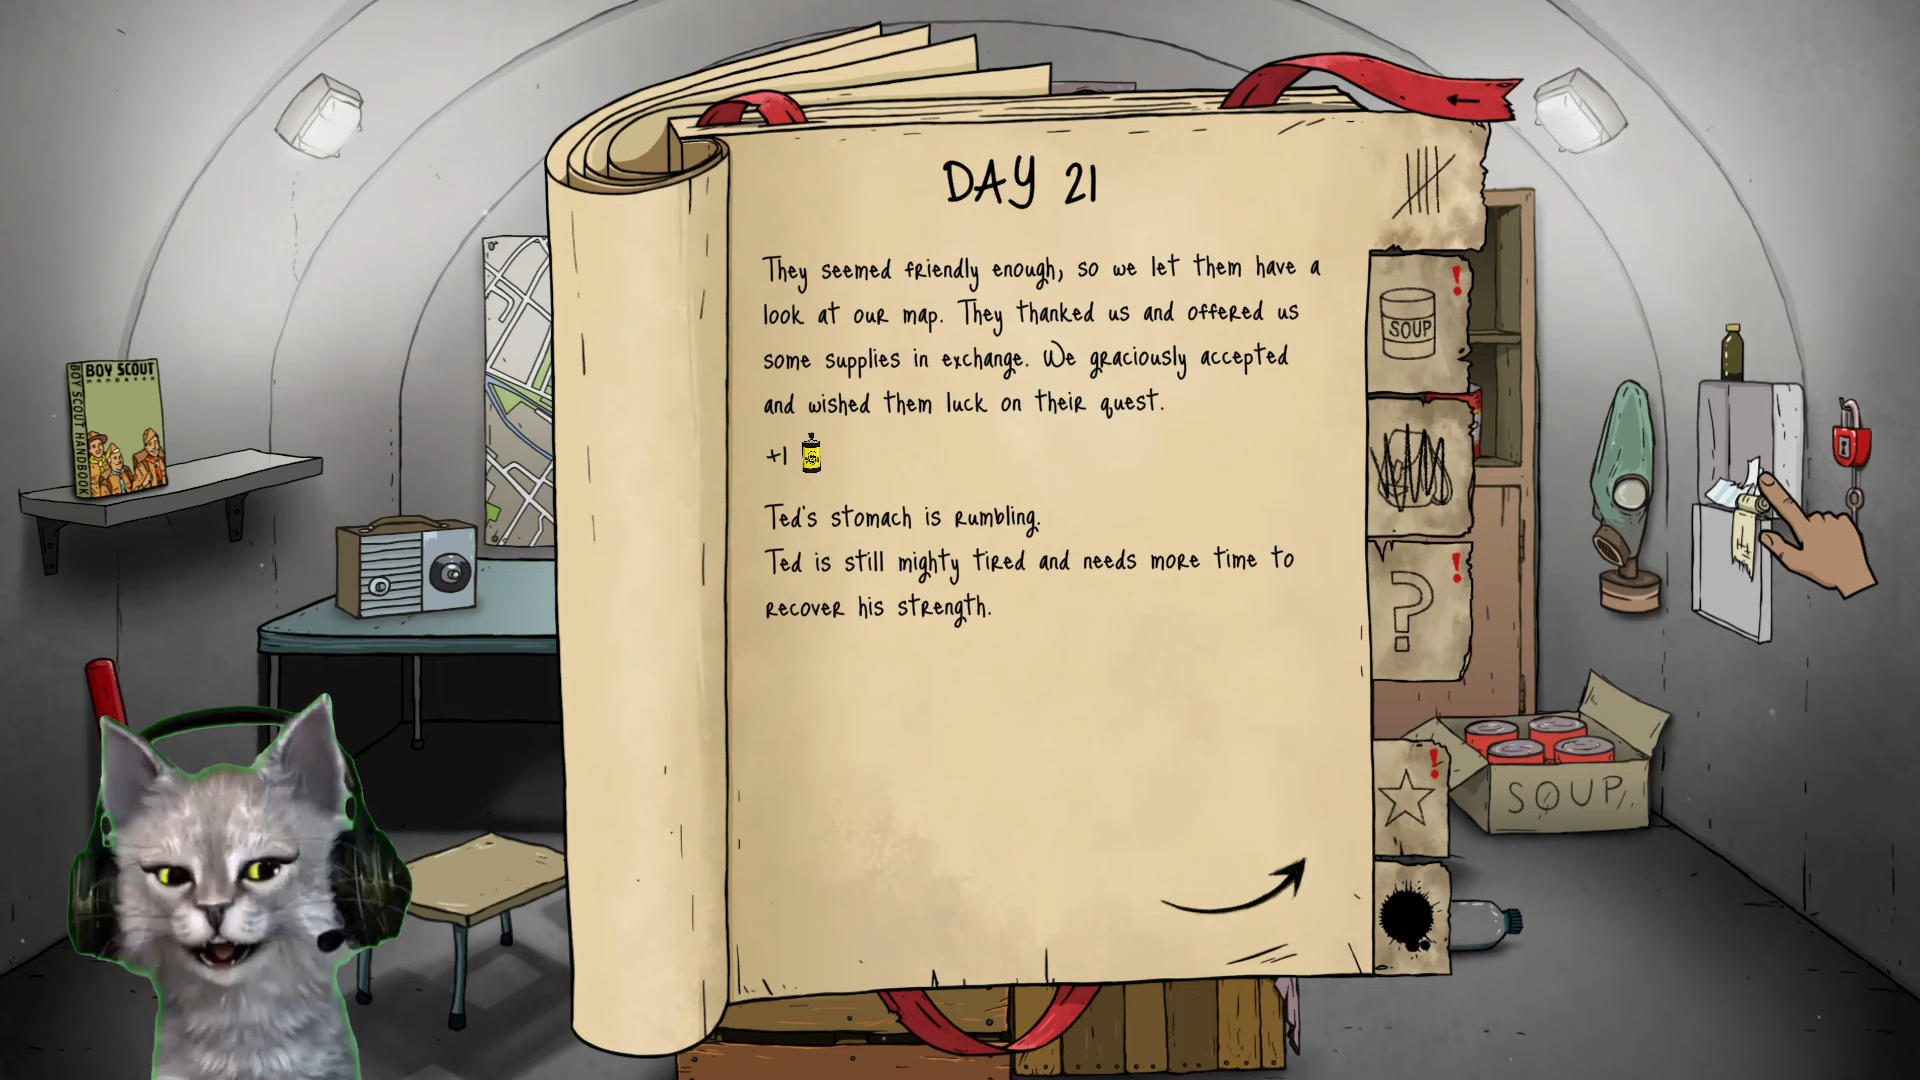 DAY 21
They seemed friendly enough, so we let them have a
look at our map. They thanked us and offered us
some supplies in exchange. We graciously accepted
and wished them luck on their quest.
+1
Ted's stomach is rumbling.
Ted is still mighty tired and needs more time to
recover his strength.
SOUP
BOY SCOUT
HANDBOOK
BOY SCOUT HANDBOOK
SOUP